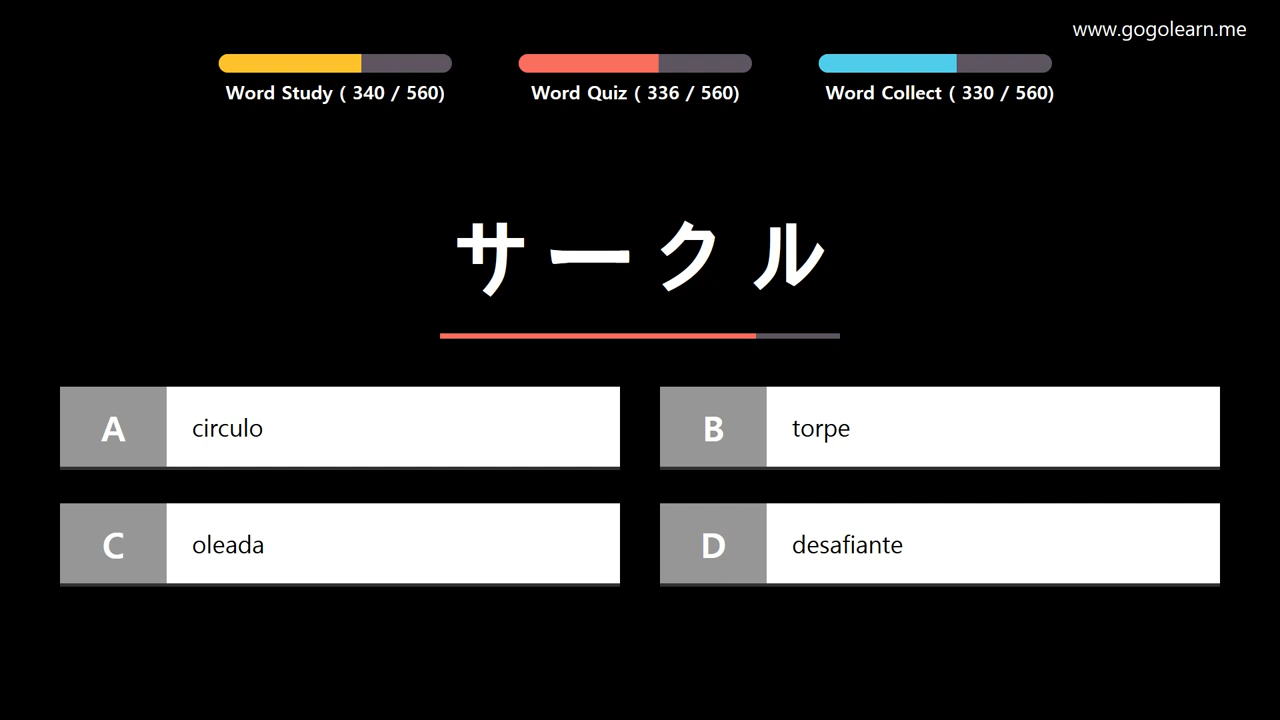 www.gogolearn.me
Word Study ( 340 / 560)
Word Quiz ( 336 / 560)
Word Collect ( 330 / 560)
サークル
A circulo
B torpe
C oleada
D desafiante